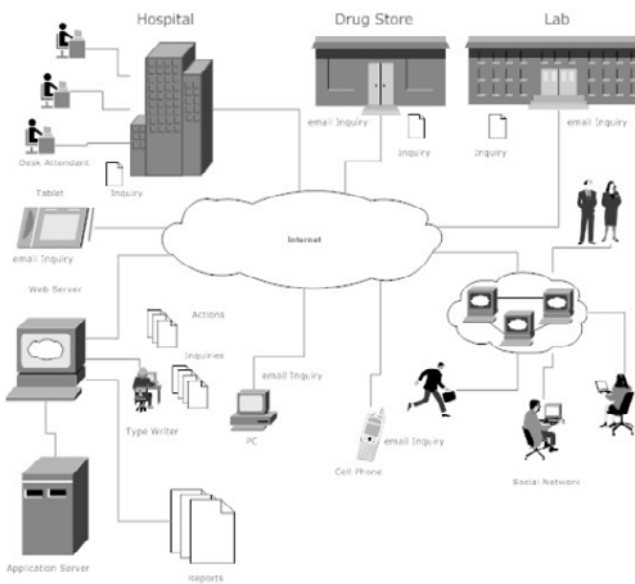 Hospital
Drug Store
Lab
email Inquiry
Inquiry
Inquiry
email Inquiry
Desk Attendant
Inquiry
Tablet
email Inquiry
Internet
Web Server
Actions
Inquiries
Type Writer
email Inquiry
PC
email Inquiry
Cell Phone
Social Network
Application Server
Reports